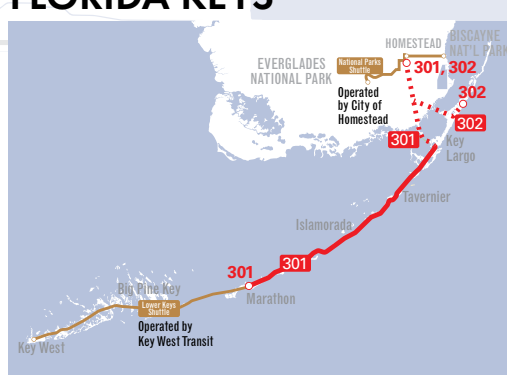 FLORIDA KEYS
HOMESTEAD
BISCAYNE
NAT'L PARK
EVERGLADES
NATIONAL PARK
National Parks
Shuttle
301, 302
Operated
by City of
Homestead
302
302
301
Key
Largo
Tavernier
Islamorada
301
301
Big Pine Key
Marathon
Lower Keys
Shuttle
Operated by
Key West Transit
Key West